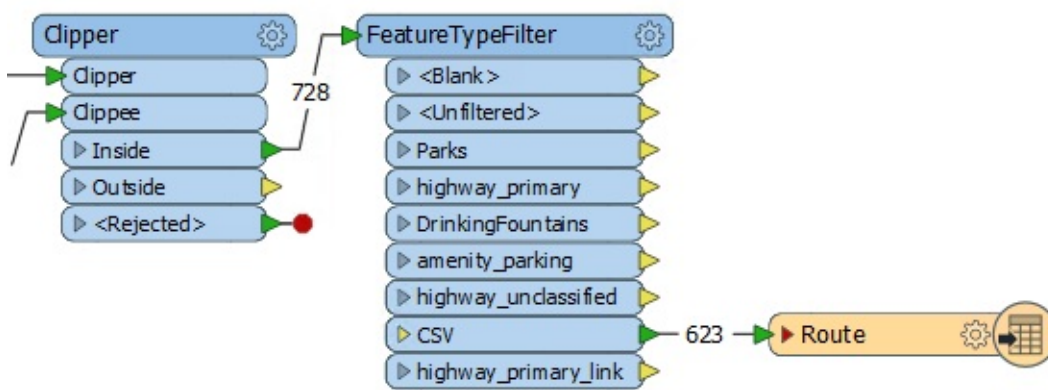 Clipper
Clipper
Clippee
Inside
Outside
<Rejected>
728
FeatureTypeFilter
<Blank>
<Unfiltered>
Parks
highway_primary
DrinkingFountains
amenity_parking
highway_unclassified
CSV
highway_primary_link
623
Route